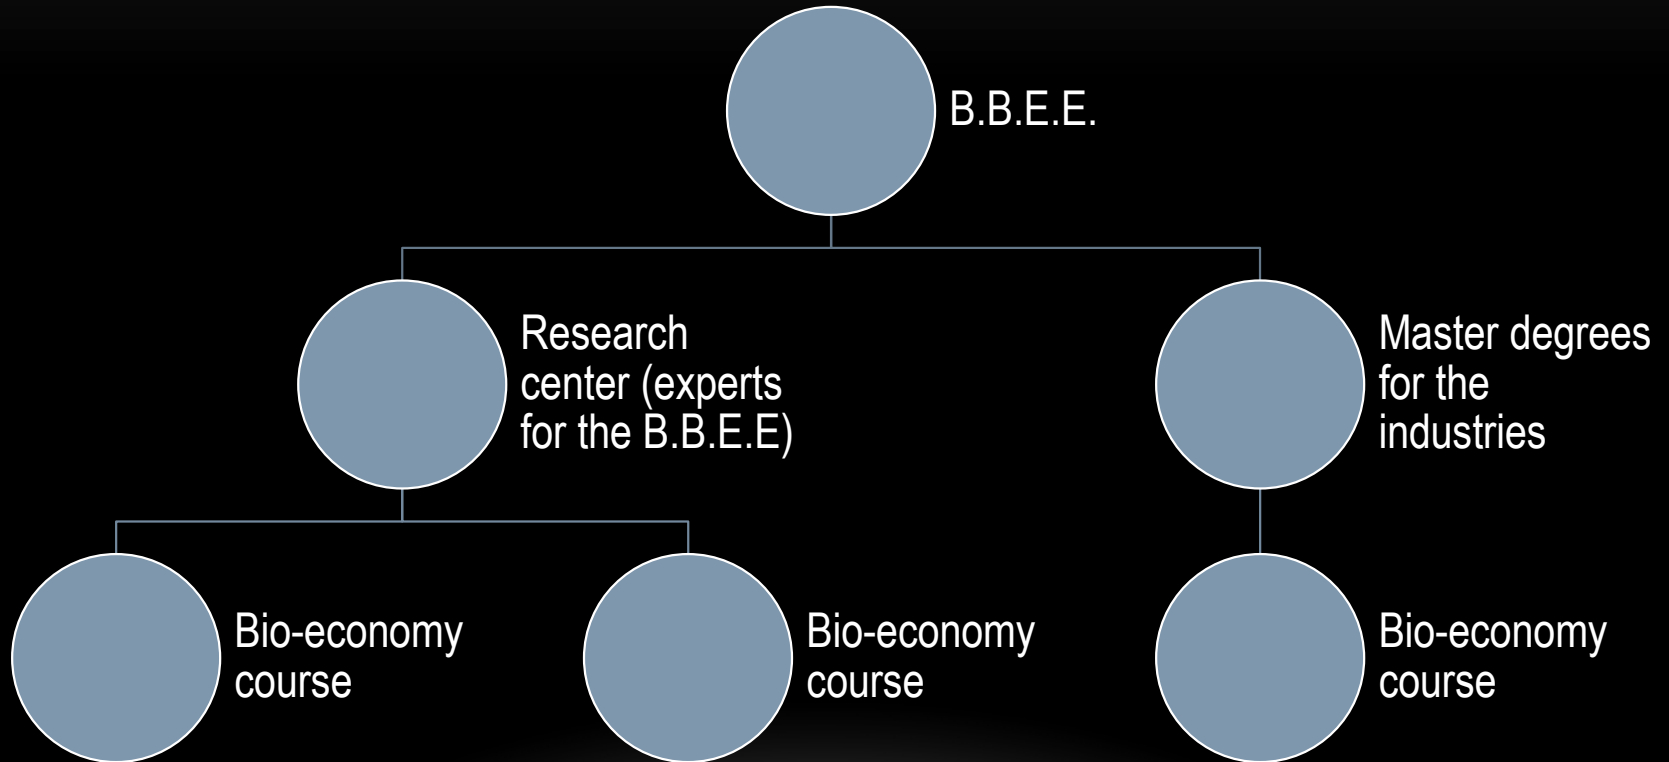 B.B.E.E.
Research
center (experts
for the B.B.E.E)
Master degrees
for the
industries
Bio-economy
course
Bio-economy
course
Bio-economy
course